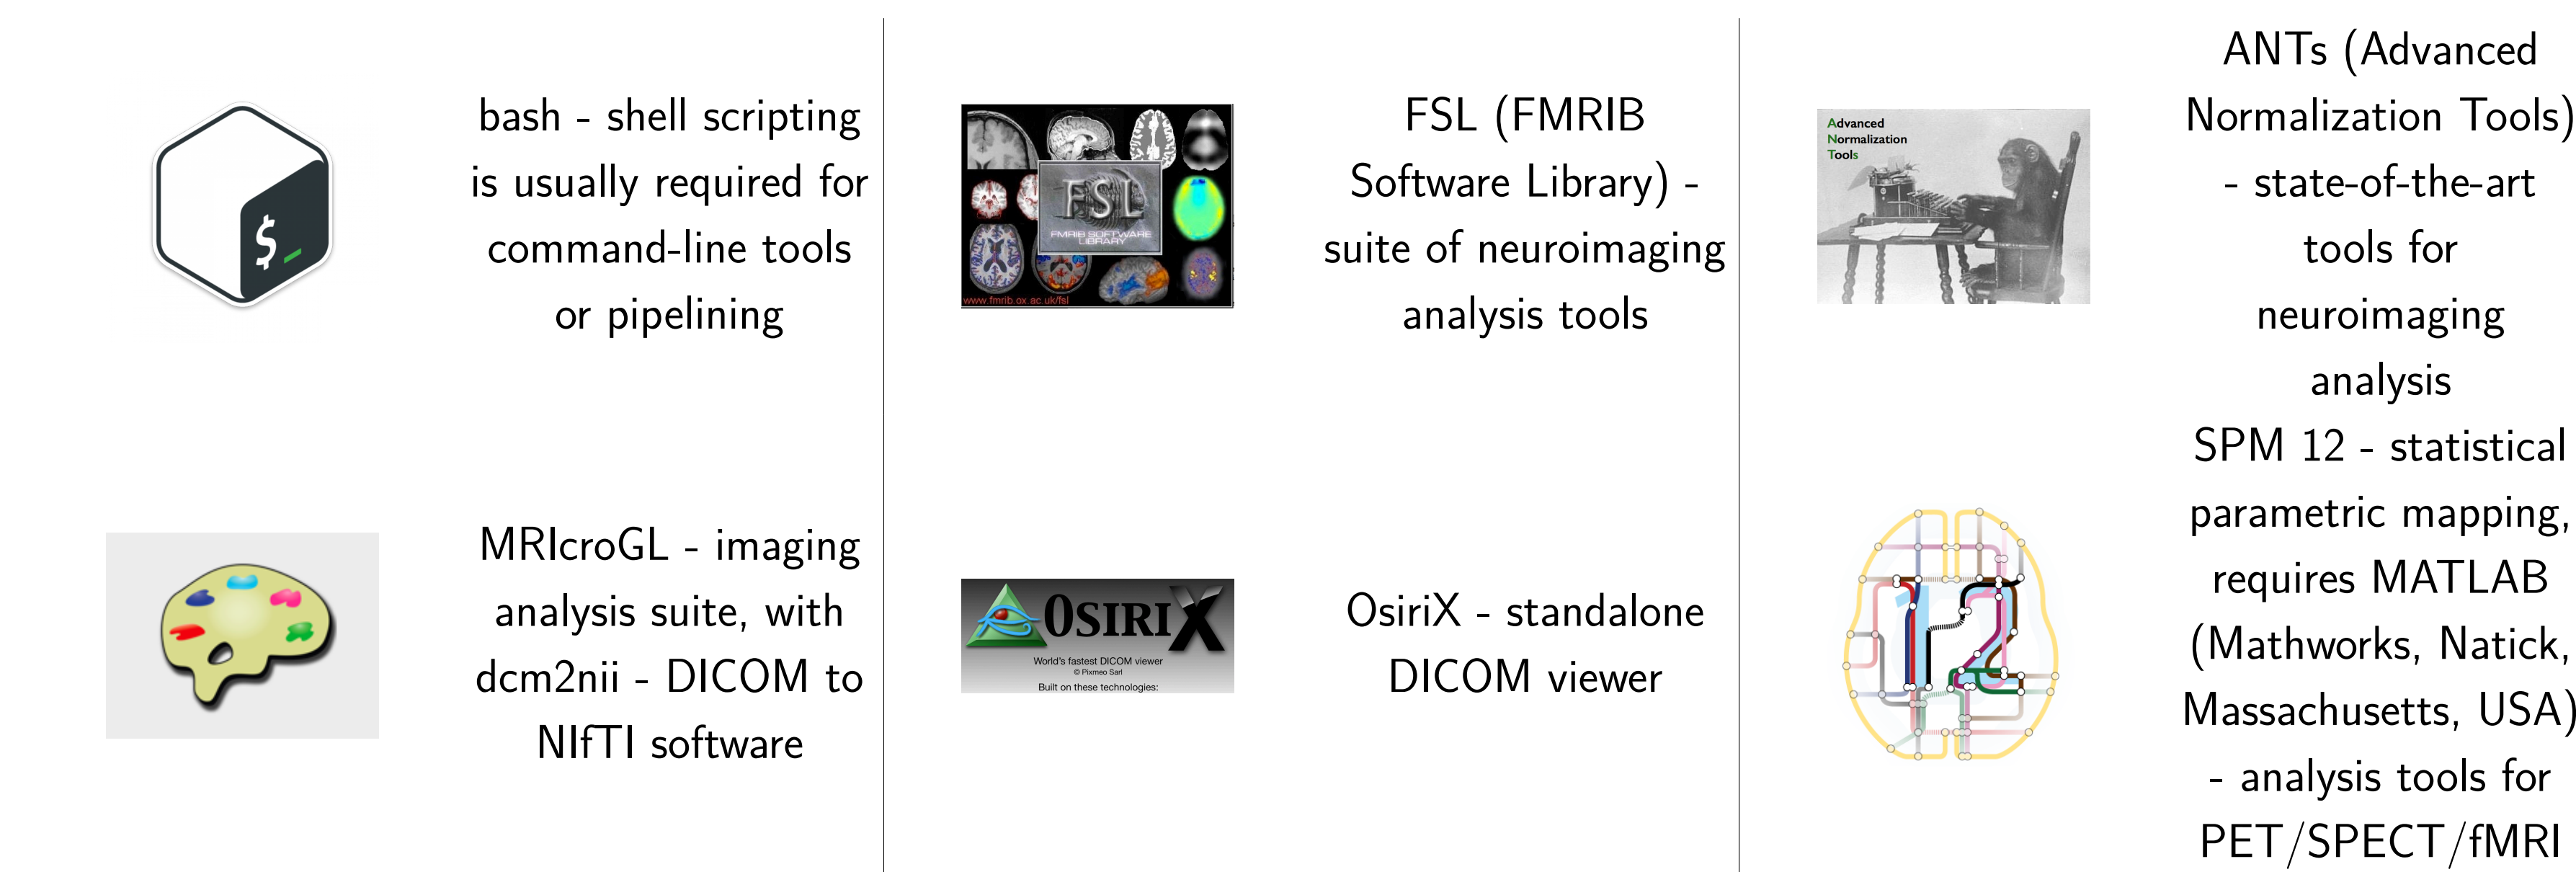 bash - shell scripting
is usually required for
command-line tools
or pipelining
$_
FSL (FMRIB
Software Library) -
suite of neuroimaging
analysis tools
FSL
FMRIB SOFTWARE
LIBRARY
www.fmrib.ox.ac.uk/fsl
ANTs (Advanced
Normalization Tools)
- state-of-the-art
tools for
neuroimaging
analysis
Advanced
Normalization
Tools
MRIcroGL - imaging
analysis suite, with
dcm2nii - DICOM to
NIfTI software
OsiriX - standalone
DICOM viewer
OSIRIX
World's fastest DICOM viewer
© Pixmeo Sarl
Built on these technologies:
SPM 12 - statistical
parametric mapping,
requires MATLAB
(Mathworks, Natick,
Massachusetts, USA)
- analysis tools for
PET/SPECT/fMRI
12